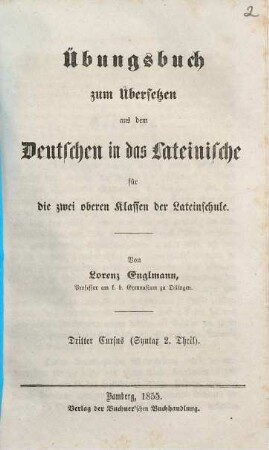 2
Übungsbuch
zum Übersetzen
aus dem
Deutschen in das Lateinische
für
die zwei oberen Klassen der Lateinschule.
Von
Lorenz Englmann,
Professor am k. b. Gymnasium zu Dilingen.
Dritter Cursus (Syntax 2. Theil).
Bamberg, 1855.
Verlag der Buchner'schen Buchhandlung.